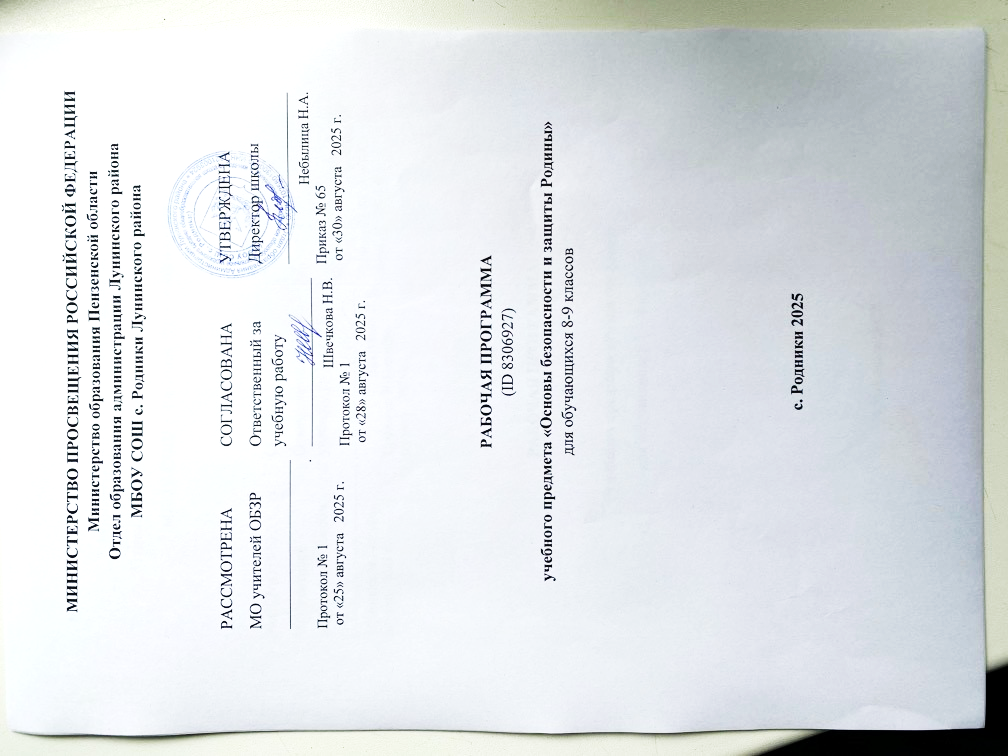 МИНИСТЕРСТВО ПРОСВЕЩЕНИЯ РОССИЙСКОЙ ФЕДЕРАЦИИ
Министерство образования Пензенской области
Отдел образования администрации Лунинского района
МБОУ СОШ с. Родники Лунинского района
РАССМОТРЕНА
МО учителей ОБЗР
Протокол № 1
от «25» августа 2025 г.
СОГЛАСОВАНА
Ответственный за
учебную работу
Швечкова Н.В.
Протокол № 1
от «28» августа 2025 г.
УТВЕРЖДЕНА
Директор школы
Небылица Н.А.
Приказ № 65
от «30» августа 2025 г.
РАБОЧАЯ ПРОГРАММА
(ID 8306927)
учебного предмета «Основы безопасности и защиты Родины»
для обучающихся 8-9 классов
с. Родники 2025